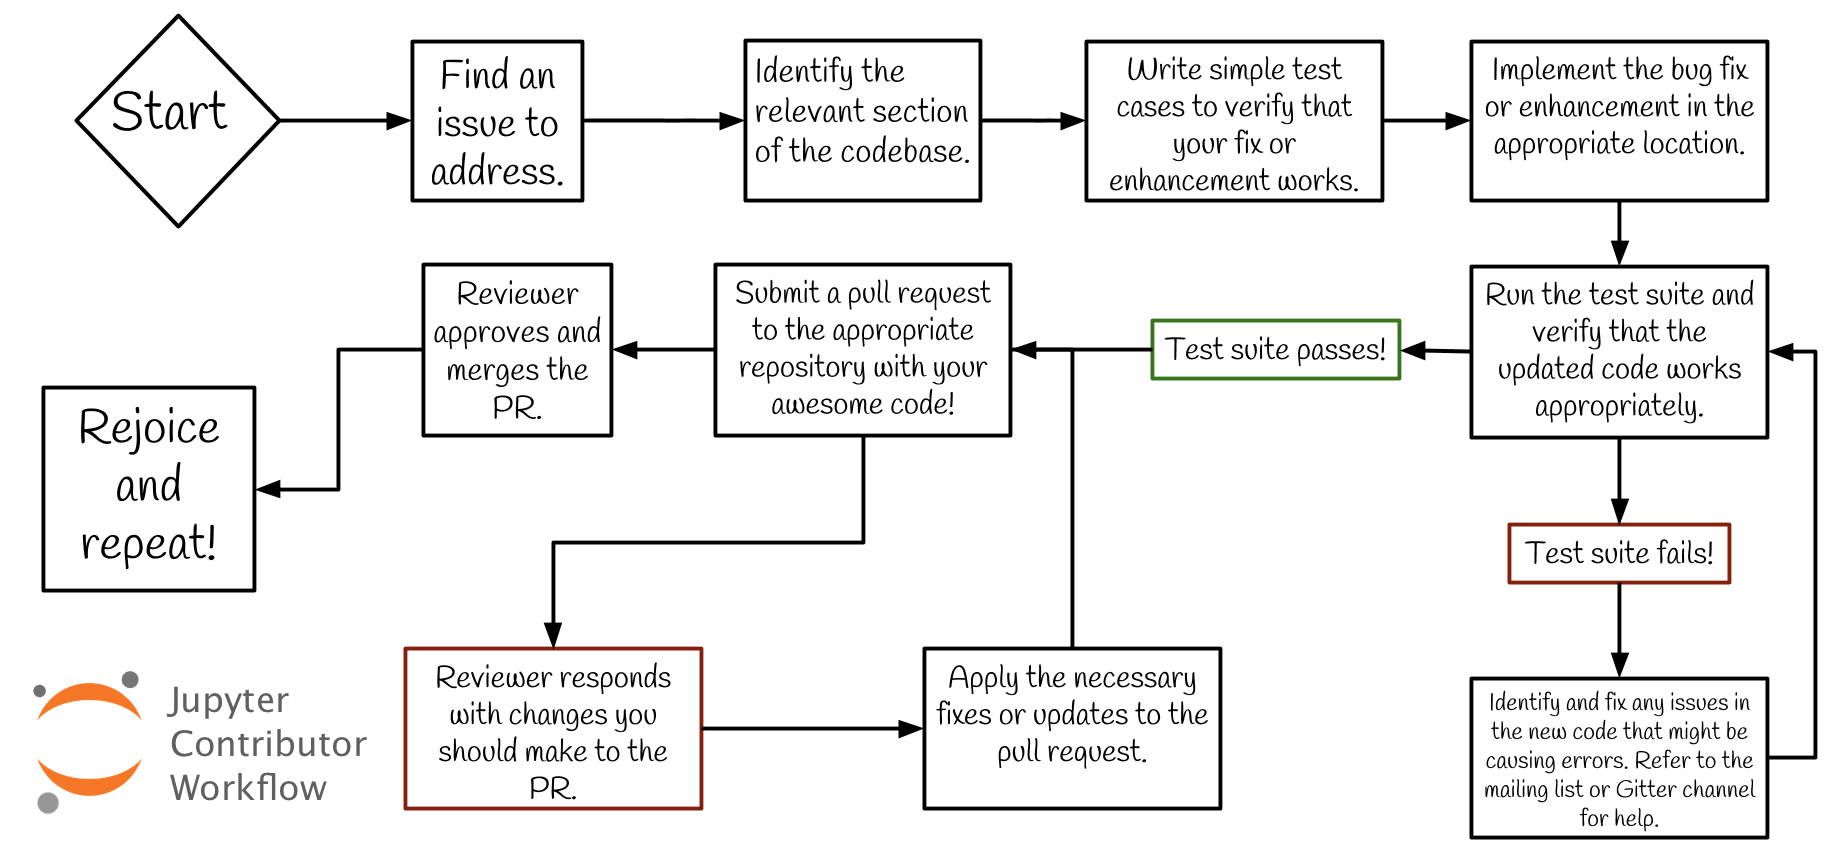 Start
Find an
issue to
address.
Identify the
relevant section
of the codebase.
Write simple test
cases to verify that
your fix or
enhancement works.
Implement the bug fix
or enhancement in the
appropriate location.
Run the test suite and
verify that the
updated code works
appropriately.
Test suite passes!
Submit a pull request
to the appropriate
repository with your
awesome code!
Reviewer
approves and
merges the
PR.
Rejoice
and
repeat!
Test suite fails!
Identify and fix any issues in
the new code that might be
causing errors. Refer to the
mailing list or Gitter channel
for help.
Reviewer responds
with changes you
should make to the
PR.
Apply the necessary
fixes or updates to the
pull request.
Jupyter
Contributor
Workflow